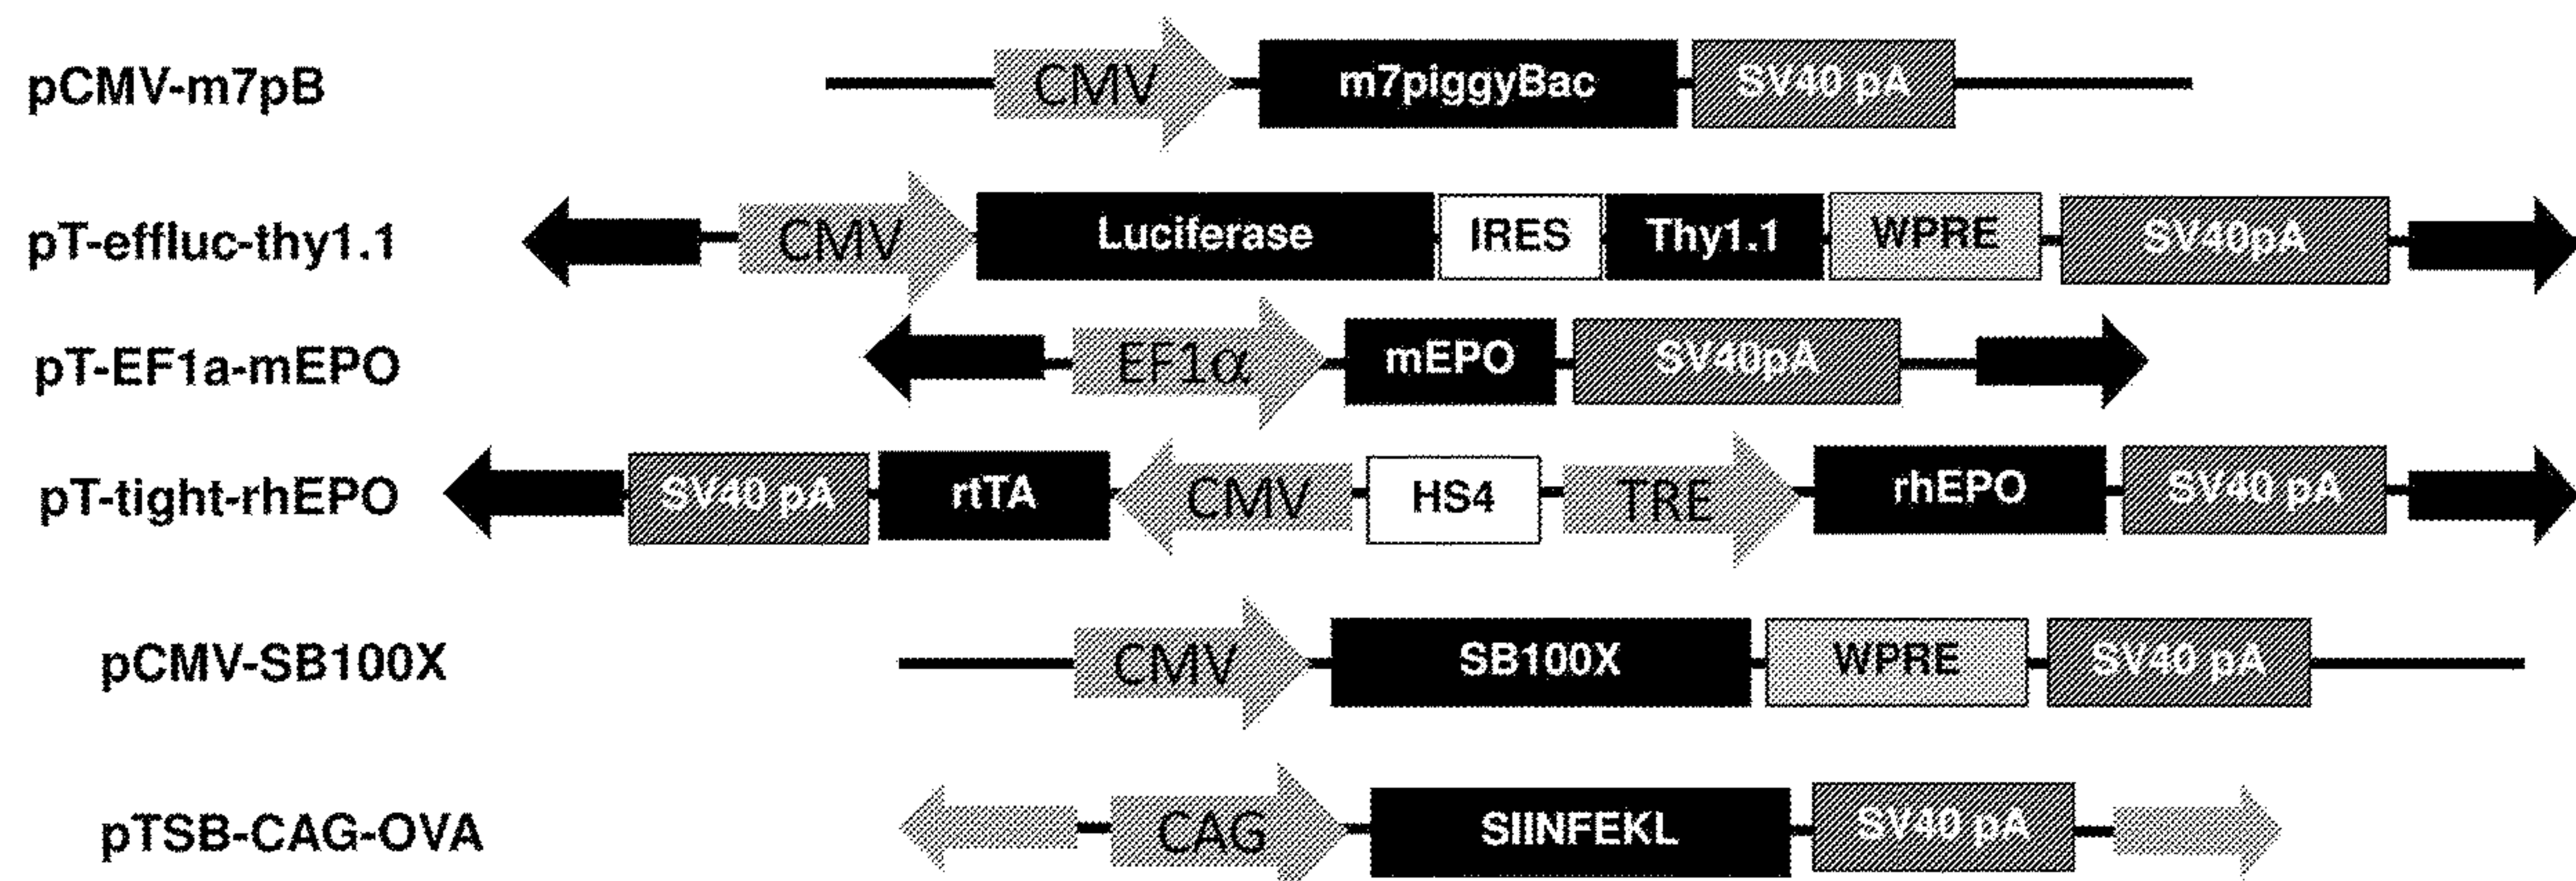 pCMV-m7pB CMV m7piggyBac SV40 pA
pT-effluc-thy1.1 CMV Luciferase IRES Thy1.1 WPRE SV40pA
pT-EF1a-mEPO EF1α mEPO SV40pA
pT-tight-rhEPO SV40 pA rtTA CMV HS4 TRE rhEPO SV40 pA
pCMV-SB100X CMV SB100X WPRE SV40 pA
pTSB-CAG-OVA CAG SIINFEKL SV40 pA